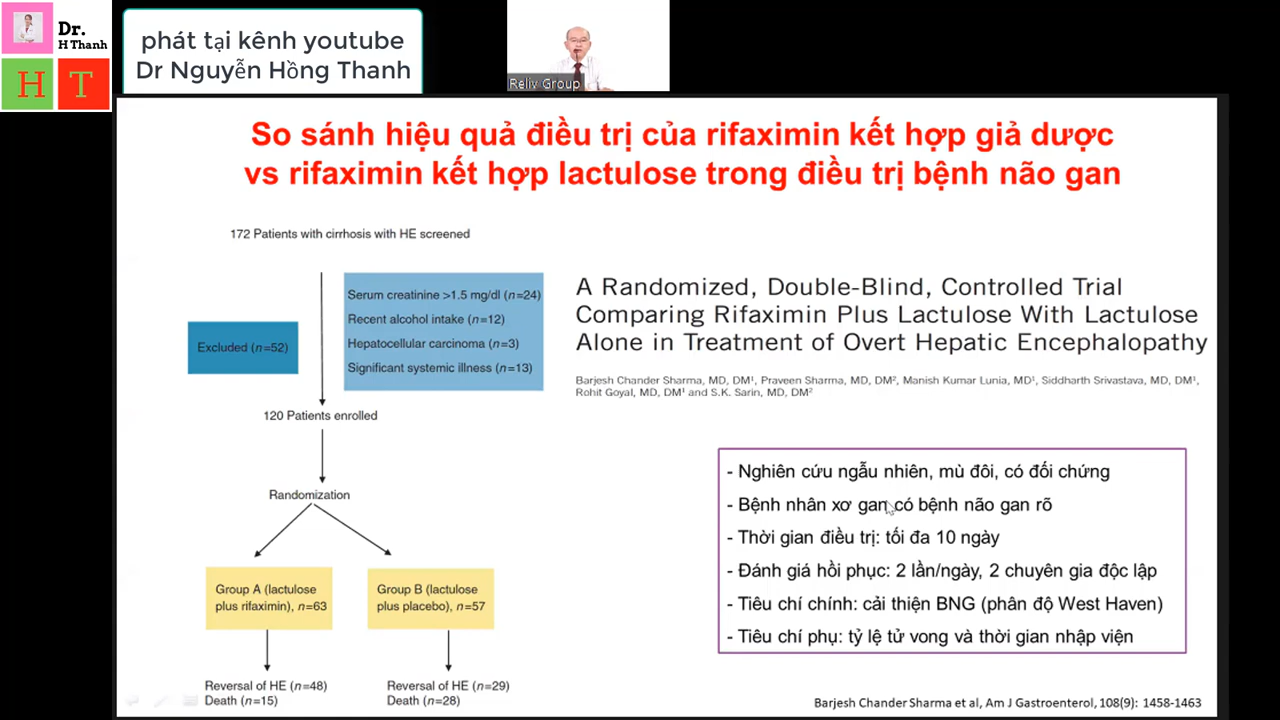 Dr.
H Thanh
H T
phát tại kênh youtube
Dr Nguyễn Hồng Thanh
Reliv Group
So sánh hiệu quả điều trị của rifaximin kết hợp giả dược
vs rifaximin kết hợp lactulose trong điều trị bệnh não gan
172 Patients with cirrhosis with HE screened
Excluded (n=52)
Serum creatinine >1.5 mg/dl (n=24)
Recent alcohol intake (n=12)
Hepatocellular carcinoma (n=3)
Significant systemic illness (n=13)
120 Patients enrolled
Randomization
Group A (lactulose
plus rifaximin), n=63
Group B (lactulose
plus placebo), n=57
Reversal of HE (n=48)
Death (n=15)
Reversal of HE (n=29)
Death (n=28)
A Randomized, Double-Blind, Controlled Trial
Comparing Rifaximin Plus Lactulose With Lactulose
Alone in Treatment of Overt Hepatic Encephalopathy
Barjesh Chander Sharma, MD, DM¹, Praveen Sharma, MD, DM², Manish Kumar Lunia, MD¹, Siddharth Srivastava, MD, DM¹,
Rohit Goyal, MD, DM¹ and S.K. Sarin, MD, DM²
- Nghiên cứu ngẫu nhiên, mù đôi, có đối chứng
- Bệnh nhân xơ gan có bệnh não gan rõ
- Thời gian điều trị: tối đa 10 ngày
- Đánh giá hồi phục: 2 lần/ngày, 2 chuyên gia độc lập
- Tiêu chí chính: cải thiện BNG (phân độ West Haven)
- Tiêu chí phụ: tỷ lệ tử vong và thời gian nhập viện
Barjesh Chander Sharma et al, Am J Gastroenterol, 108(9): 1458-1463